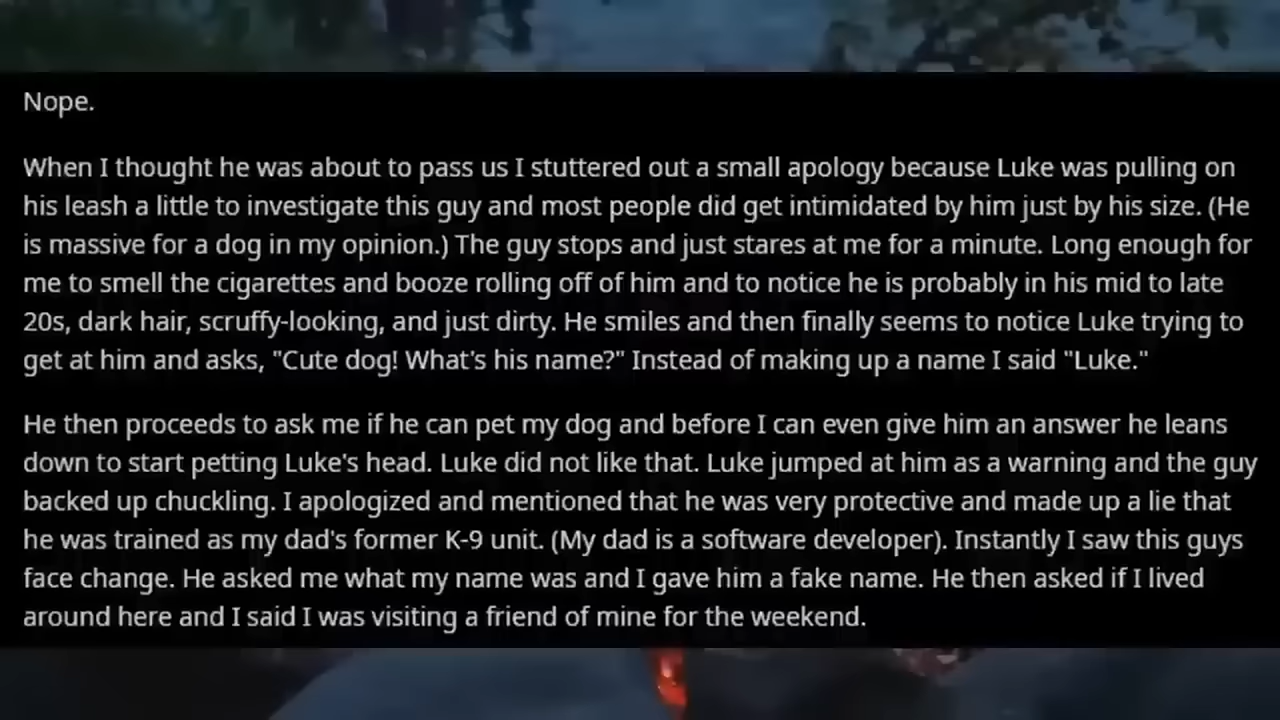 Nope.
When I thought he was about to pass us I stuttered out a small apology because Luke was pulling on
his leash a little to investigate this guy and most people did get intimidated by him just by his size. (He
is massive for a dog in my opinion.) The guy stops and just stares at me for a minute. Long enough for
me to smell the cigarettes and booze rolling off of him and to notice he is probably in his mid to late
20s, dark hair, scruffy-looking, and just dirty. He smiles and then finally seems to notice Luke trying to
get at him and asks, "Cute dog! What's his name?" Instead of making up a name I said "Luke."
He then proceeds to ask me if he can pet my dog and before I can even give him an answer he leans
down to start petting Luke's head. Luke did not like that. Luke jumped at him as a warning and the guy
backed up chuckling. I apologized and mentioned that he was very protective and made up a lie that
he was trained as my dad's former K-9 unit. (My dad is a software developer). Instantly I saw this guys
face change. He asked me what my name was and I gave him a fake name. He then asked if I lived
around here and I said I was visiting a friend of mine for the weekend.